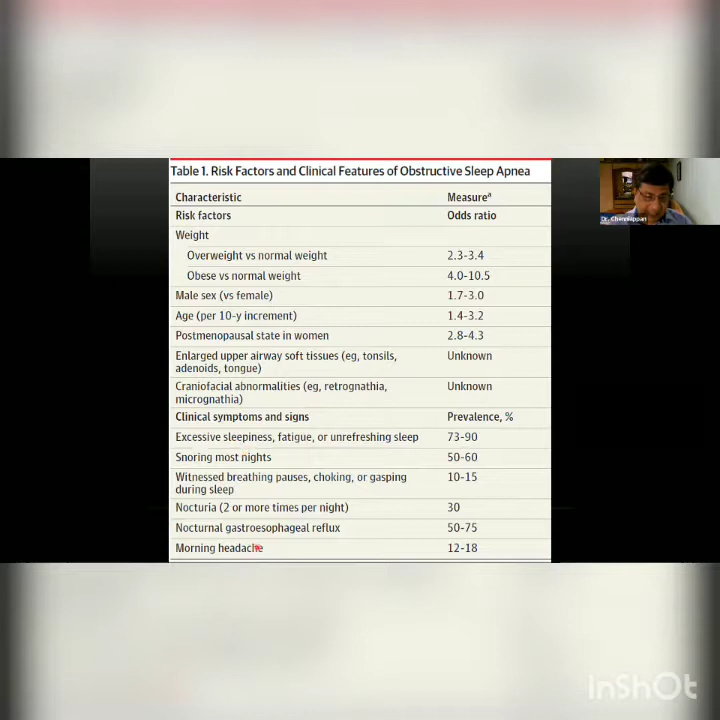 Table 1. Risk Factors and Clinical Features of Obstructive Sleep Apnea
Characteristic Measureᵃ
Risk factors Odds ratio
Weight
Overweight vs normal weight 2.3-3.4
Obese vs normal weight 4.0-10.5
Male sex (vs female) 1.7-3.0
Age (per 10-y increment) 1.4-3.2
Postmenopausal state in women 2.8-4.3
Enlarged upper airway soft tissues (eg, tonsils, Unknown
adenoids, tongue)
Craniofacial abnormalities (eg, retrognathia, Unknown
micrognathia)
Clinical symptoms and signs Prevalence, %
Excessive sleepiness, fatigue, or unrefreshing sleep 73-90
Snoring most nights 50-60
Witnessed breathing pauses, choking, or gasping 10-15
during sleep
Nocturia (2 or more times per night) 30
Nocturnal gastroesophageal reflux 50-75
Morning headache 12-18
Dr. Chenniappan
InShOt